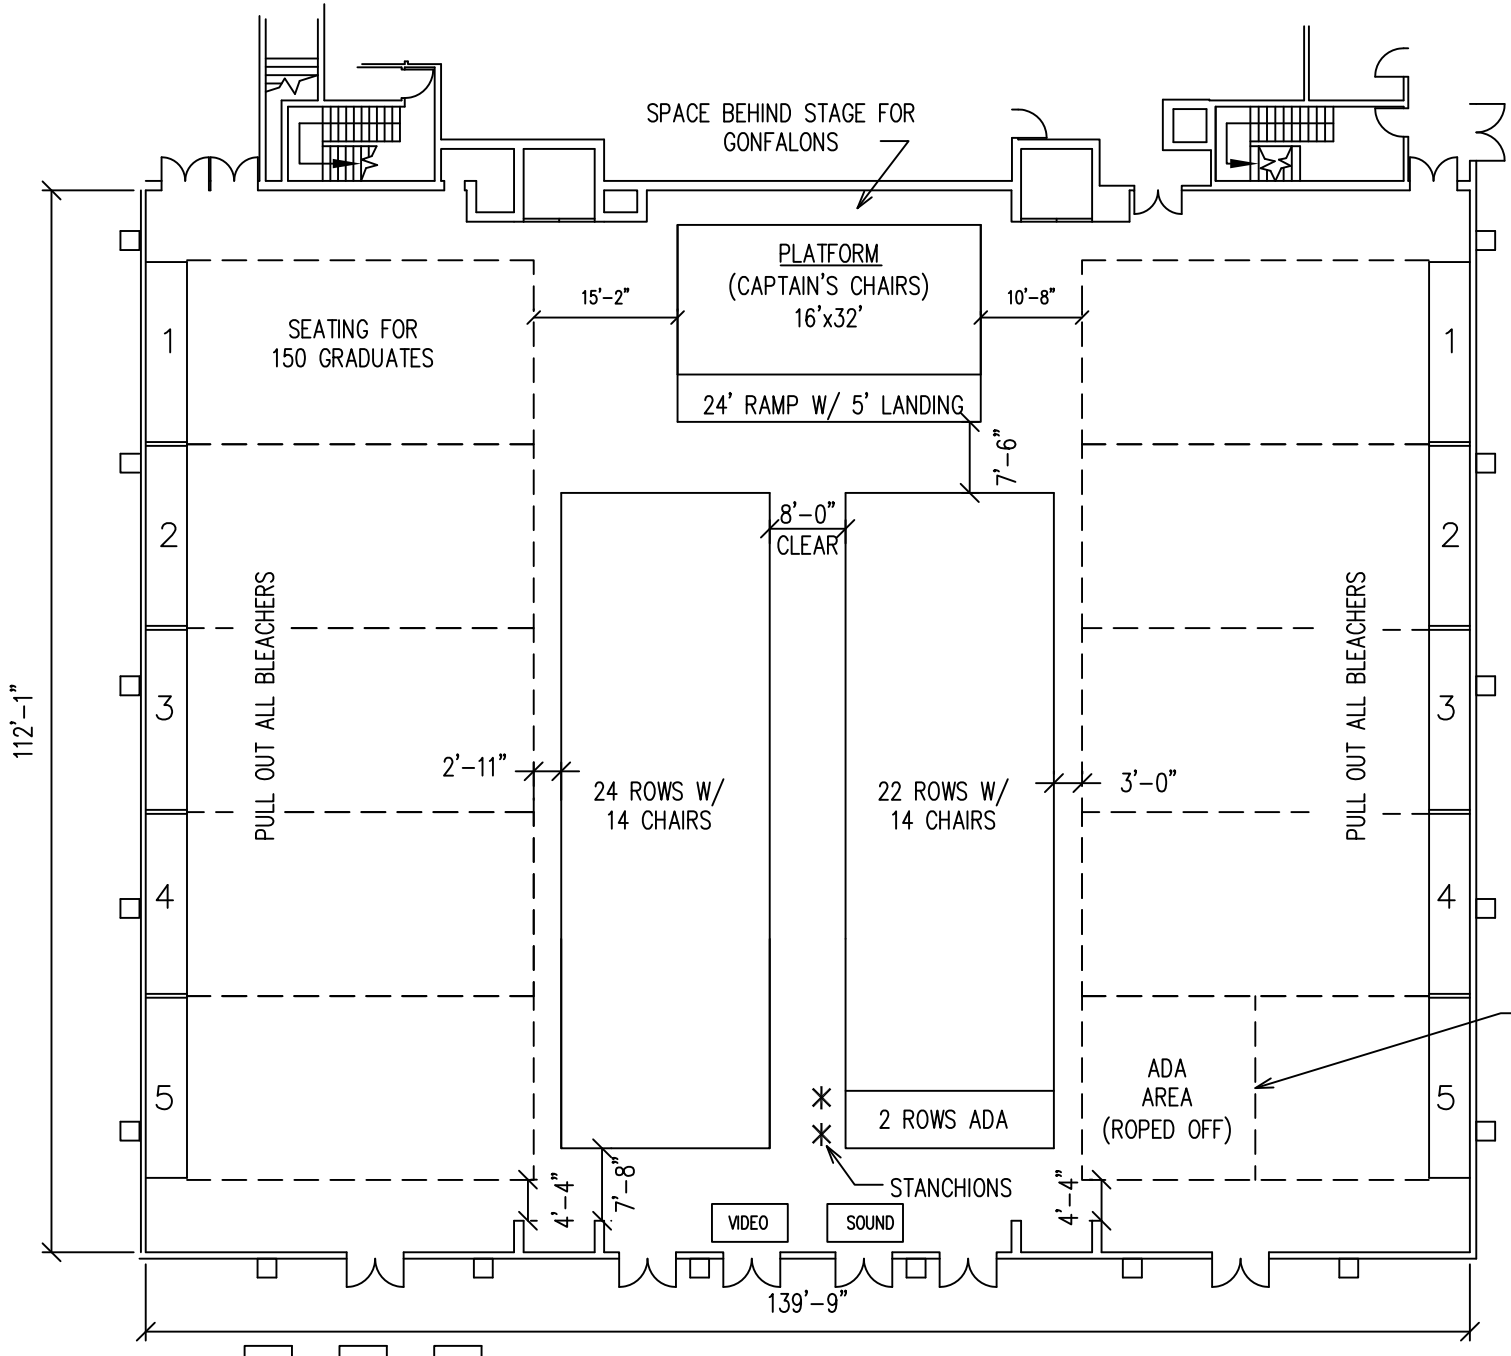 SPACE BEHIND STAGE FOR
GONFALONS
PLATFORM
(CAPTAIN'S CHAIRS)
16'x32'
15'-2"
10'-8"
SEATING FOR
150 GRADUATES
1
1
24' RAMP W/ 5' LANDING
7'-6"
8'-0"
CLEAR
2
2
PULL OUT ALL BLEACHERS
PULL OUT ALL BLEACHERS
112'-1"
3
3
2'-11"
3'-0"
24 ROWS W/
14 CHAIRS
22 ROWS W/
14 CHAIRS
4
4
5
5
ADA
AREA
(ROPED OFF)
2 ROWS ADA
STANCHIONS
4'-4"
7'-8"
4'-4"
VIDEO
SOUND
139'-9"